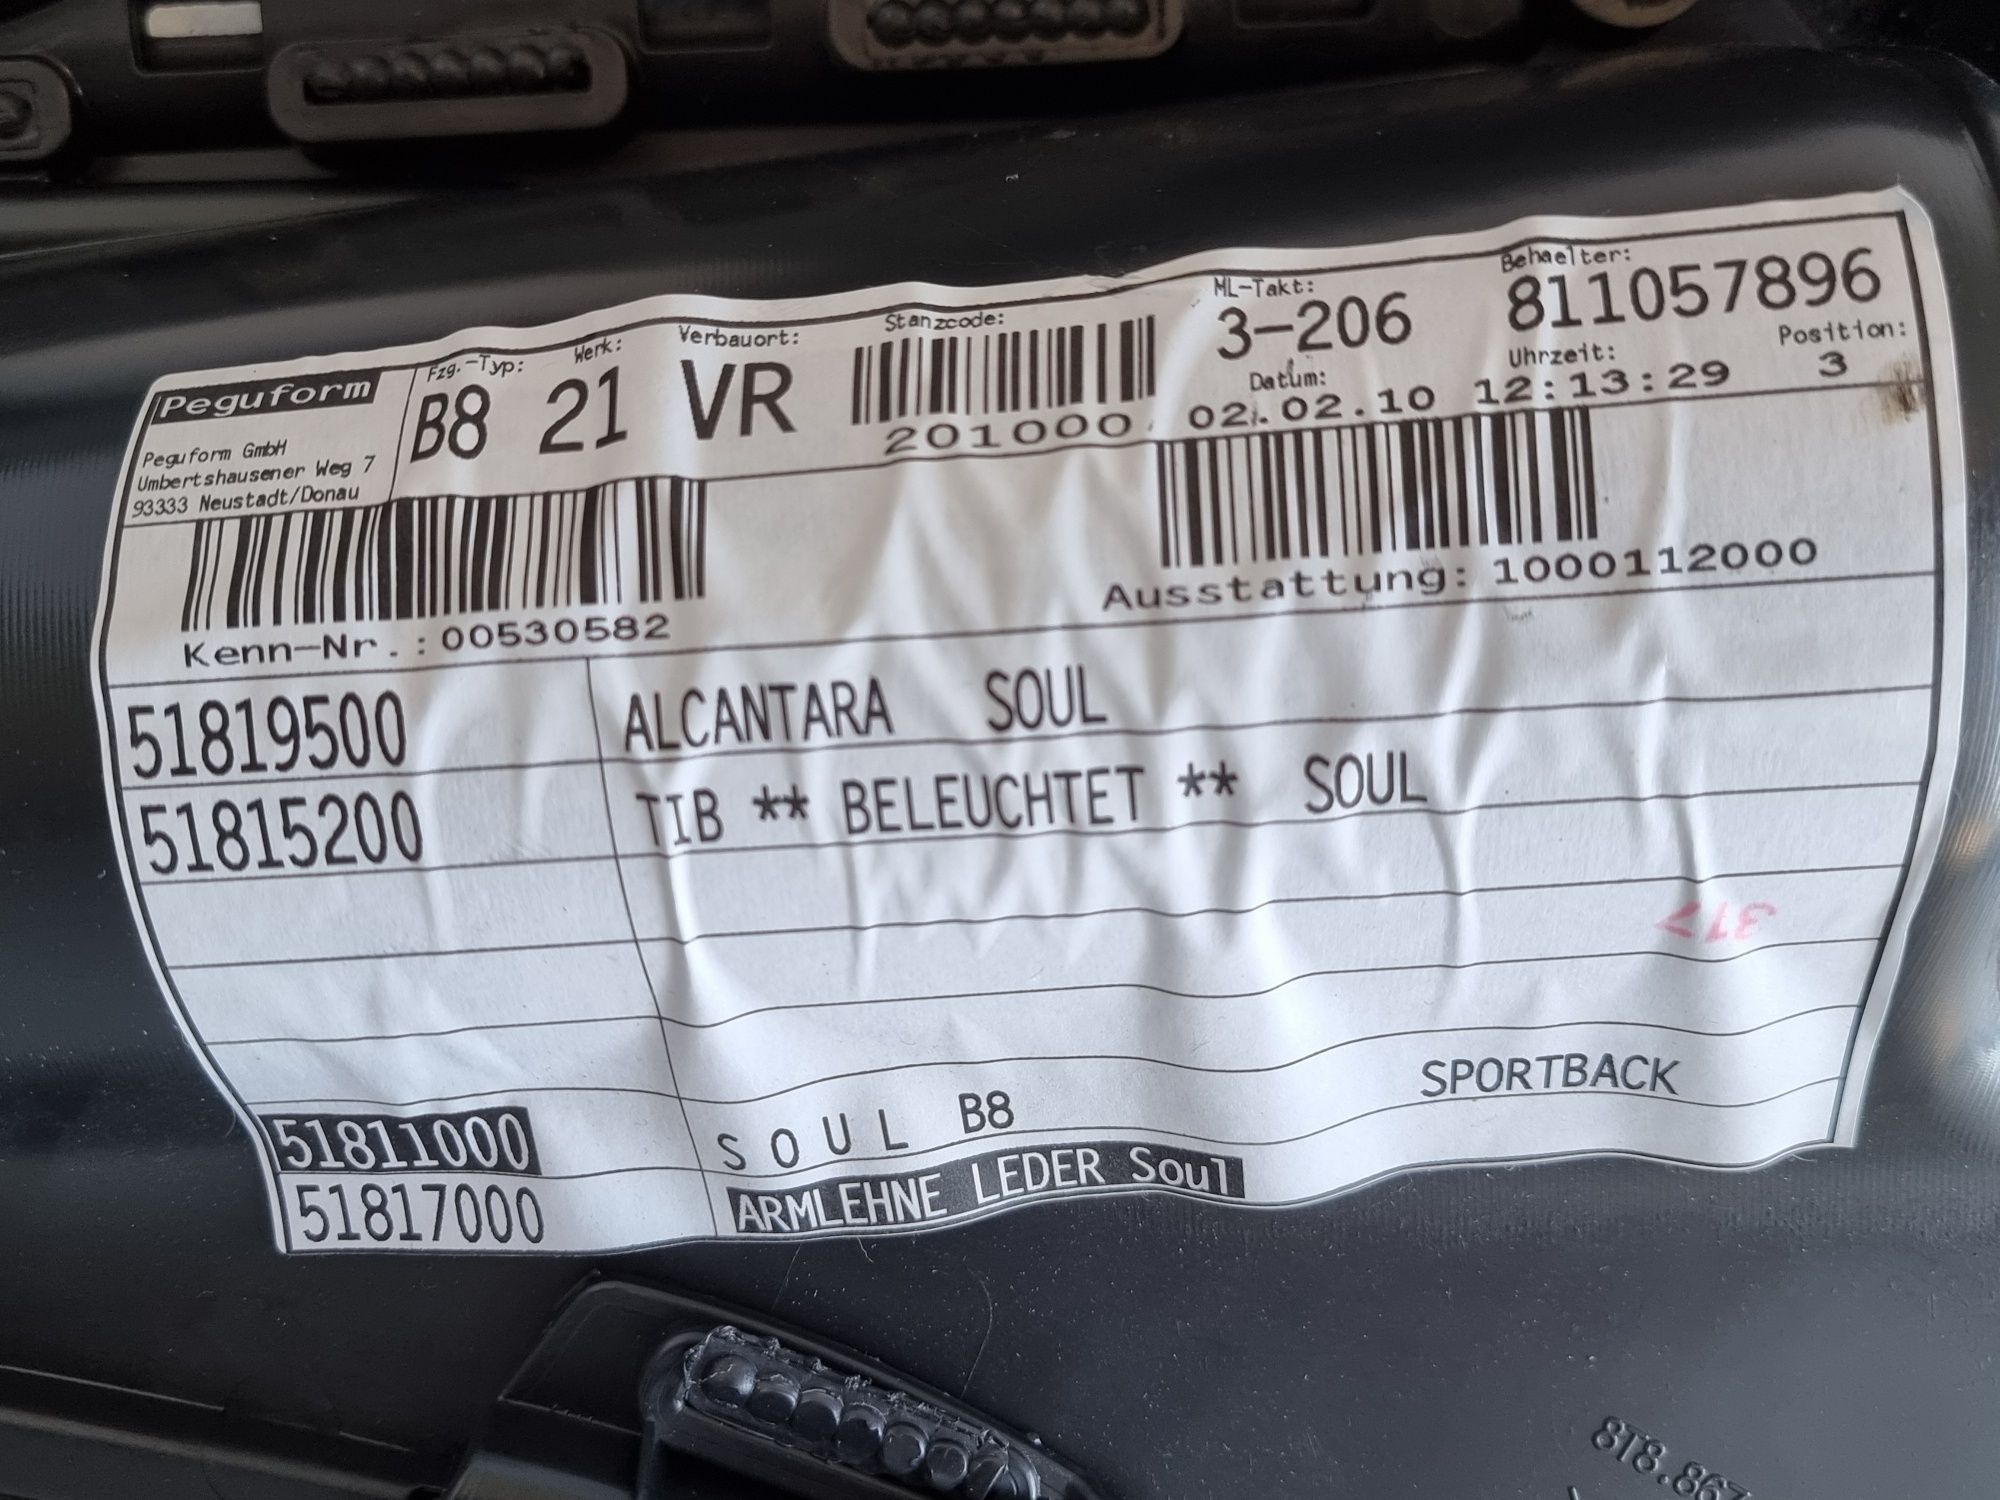 Peguform
Peguform GmbH
Umbertshausener Weg 7
93333 Neustadt/Donau
Fzg.-Typ: Werk: Verbauort: Stanzcode: ML-Takt: Behaelter:
B8 21 VR 3-206 811057896
Datum: Uhrzeit: Position:
201000 02.02.10 12:13:29 3
Kenn-Nr.:00530582
Ausstattung: 1000112000
51819500 ALCANTARA SOUL
51815200 TIB ** BELEUCHTET ** SOUL
317
51811000 SOUL B8 SPORTBACK
51817000 ARMLEHNE LEDER Soul
8T8.867